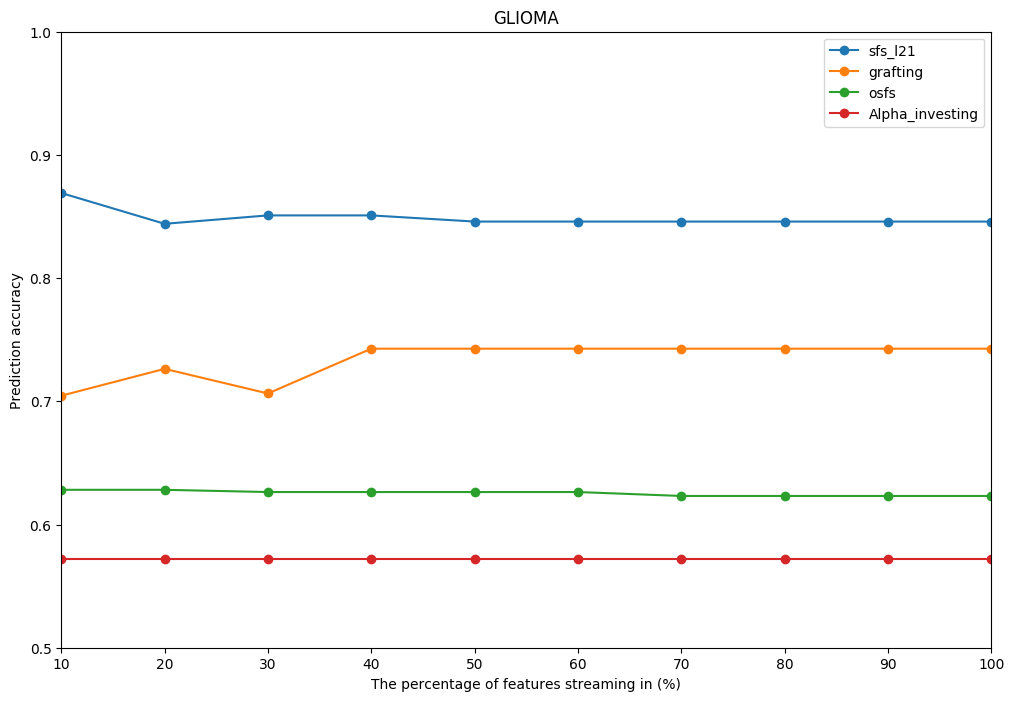 GLIOMA
sfs_l21
grafting
osfs
Alpha_investing
Prediction accuracy
1.0
0.9
0.8
0.7
0.6
0.5
10 20 30 40 50 60 70 80 90 100
The percentage of features streaming in (%)